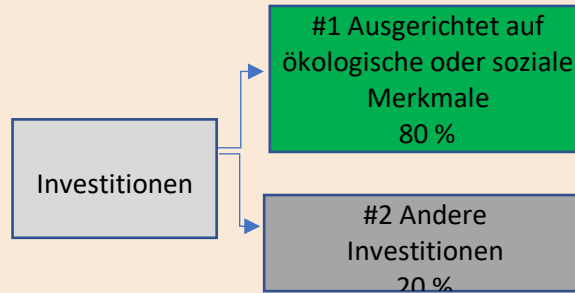 #1 Ausgerichtet auf
ökologische oder soziale
Merkmale
80 %
Investitionen
#2 Andere
Investitionen
20 %